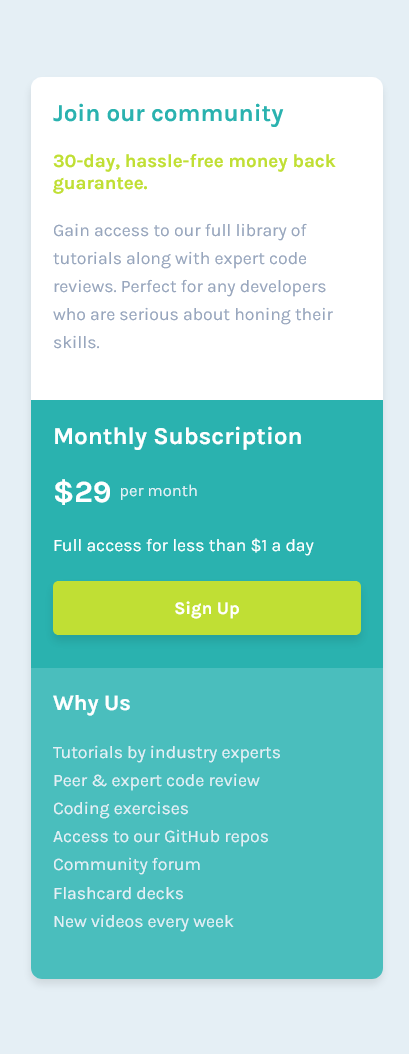 Join our community
30-day, hassle-free money back
guarantee.
Gain access to our full library of
tutorials along with expert code
reviews. Perfect for any developers
who are serious about honing their
skills.
Monthly Subscription
$29 per month
Full access for less than $1 a day
Sign Up
Why Us
Tutorials by industry experts
Peer & expert code review
Coding exercises
Access to our GitHub repos
Community forum
Flashcard decks
New videos every week